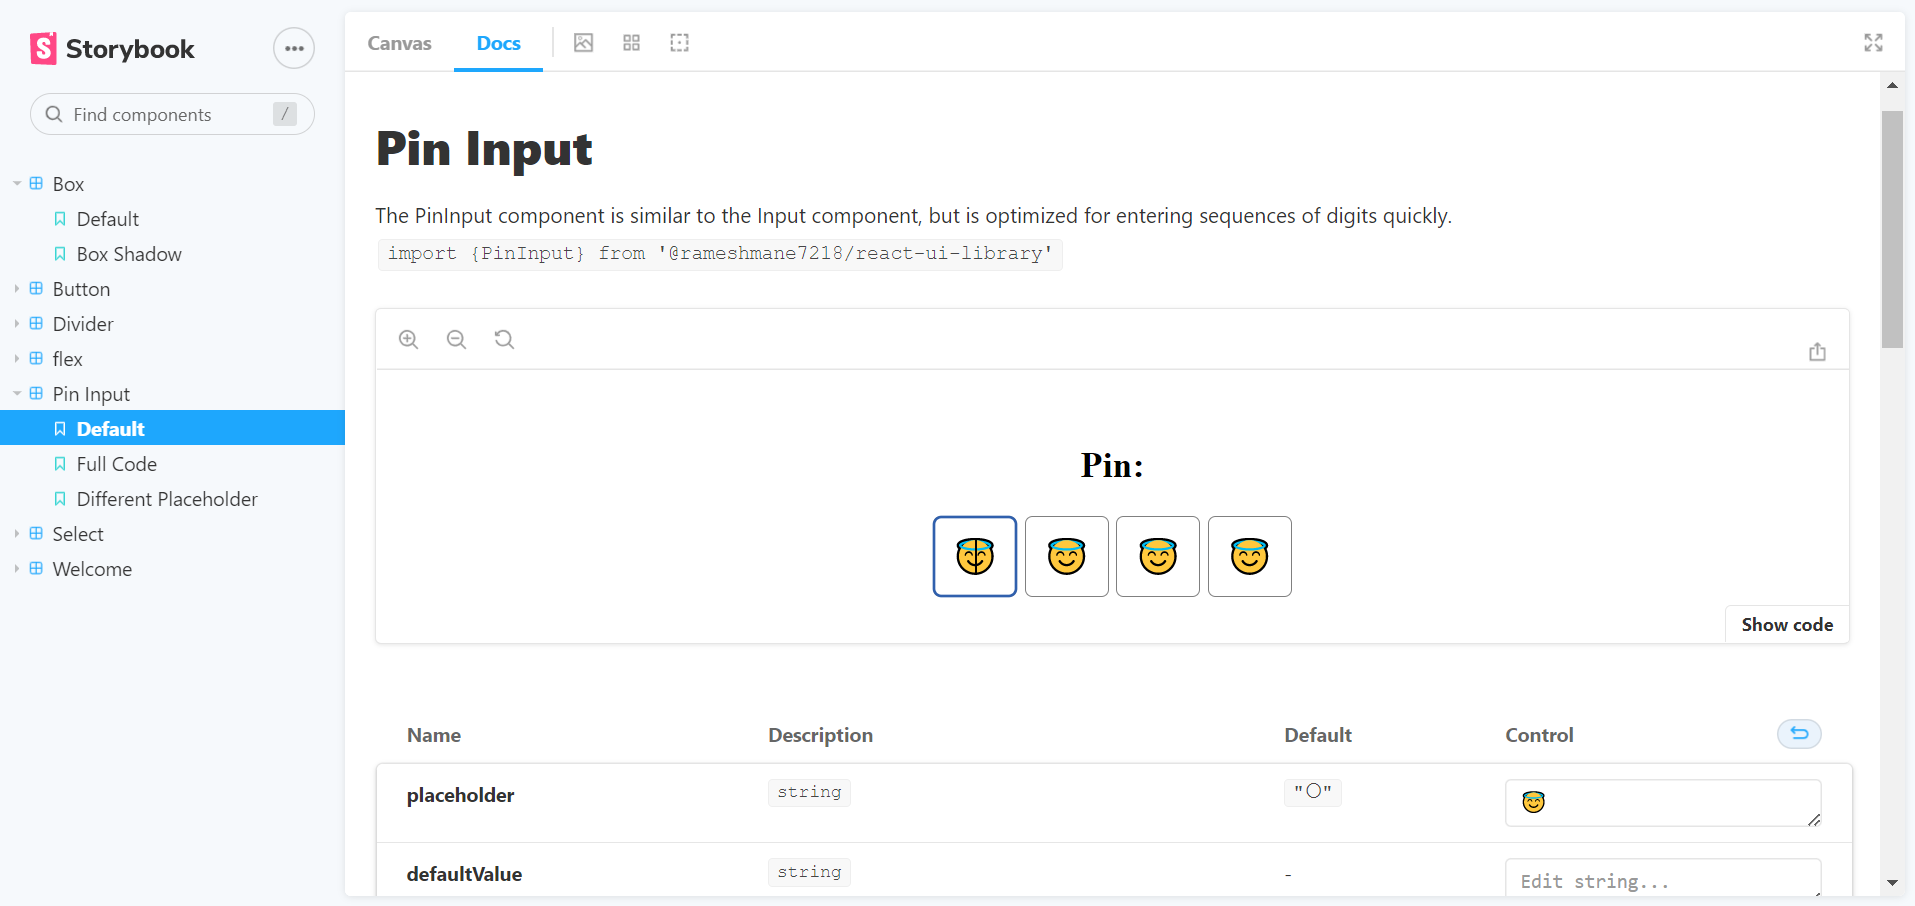 Storybook
Find components /
Box
Default
Box Shadow
Button
Divider
flex
Pin Input
Default
Full Code
Different Placeholder
Select
Welcome
Canvas Docs
Pin Input
The PinInput component is similar to the Input component, but is optimized for entering sequences of digits quickly.
import {PinInput} from '@rameshmane7218/react-ui-library'
Pin:
😇 😇 😇 😇
Show code
Name Description Default Control
placeholder string "○" 😇
defaultValue string - Edit string...